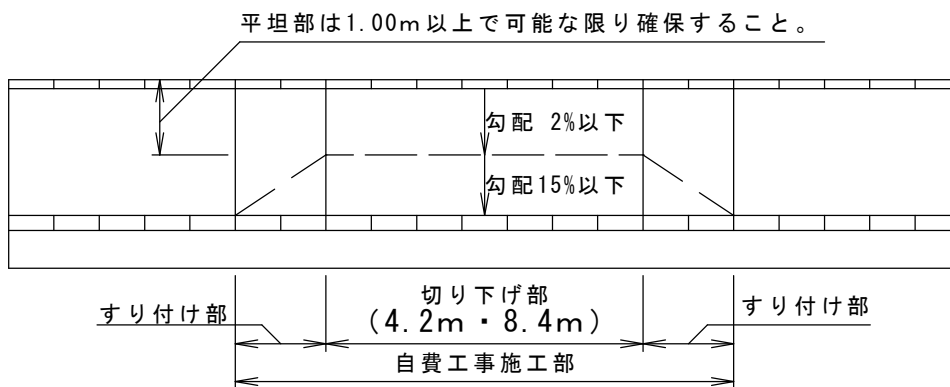 平坦部は1.00m以上で可能な限り確保すること。
勾配 2%以下
勾配15%以下
すり付け部
切り下げ部
(4.2m・8.4m)
すり付け部
自費工事施工部